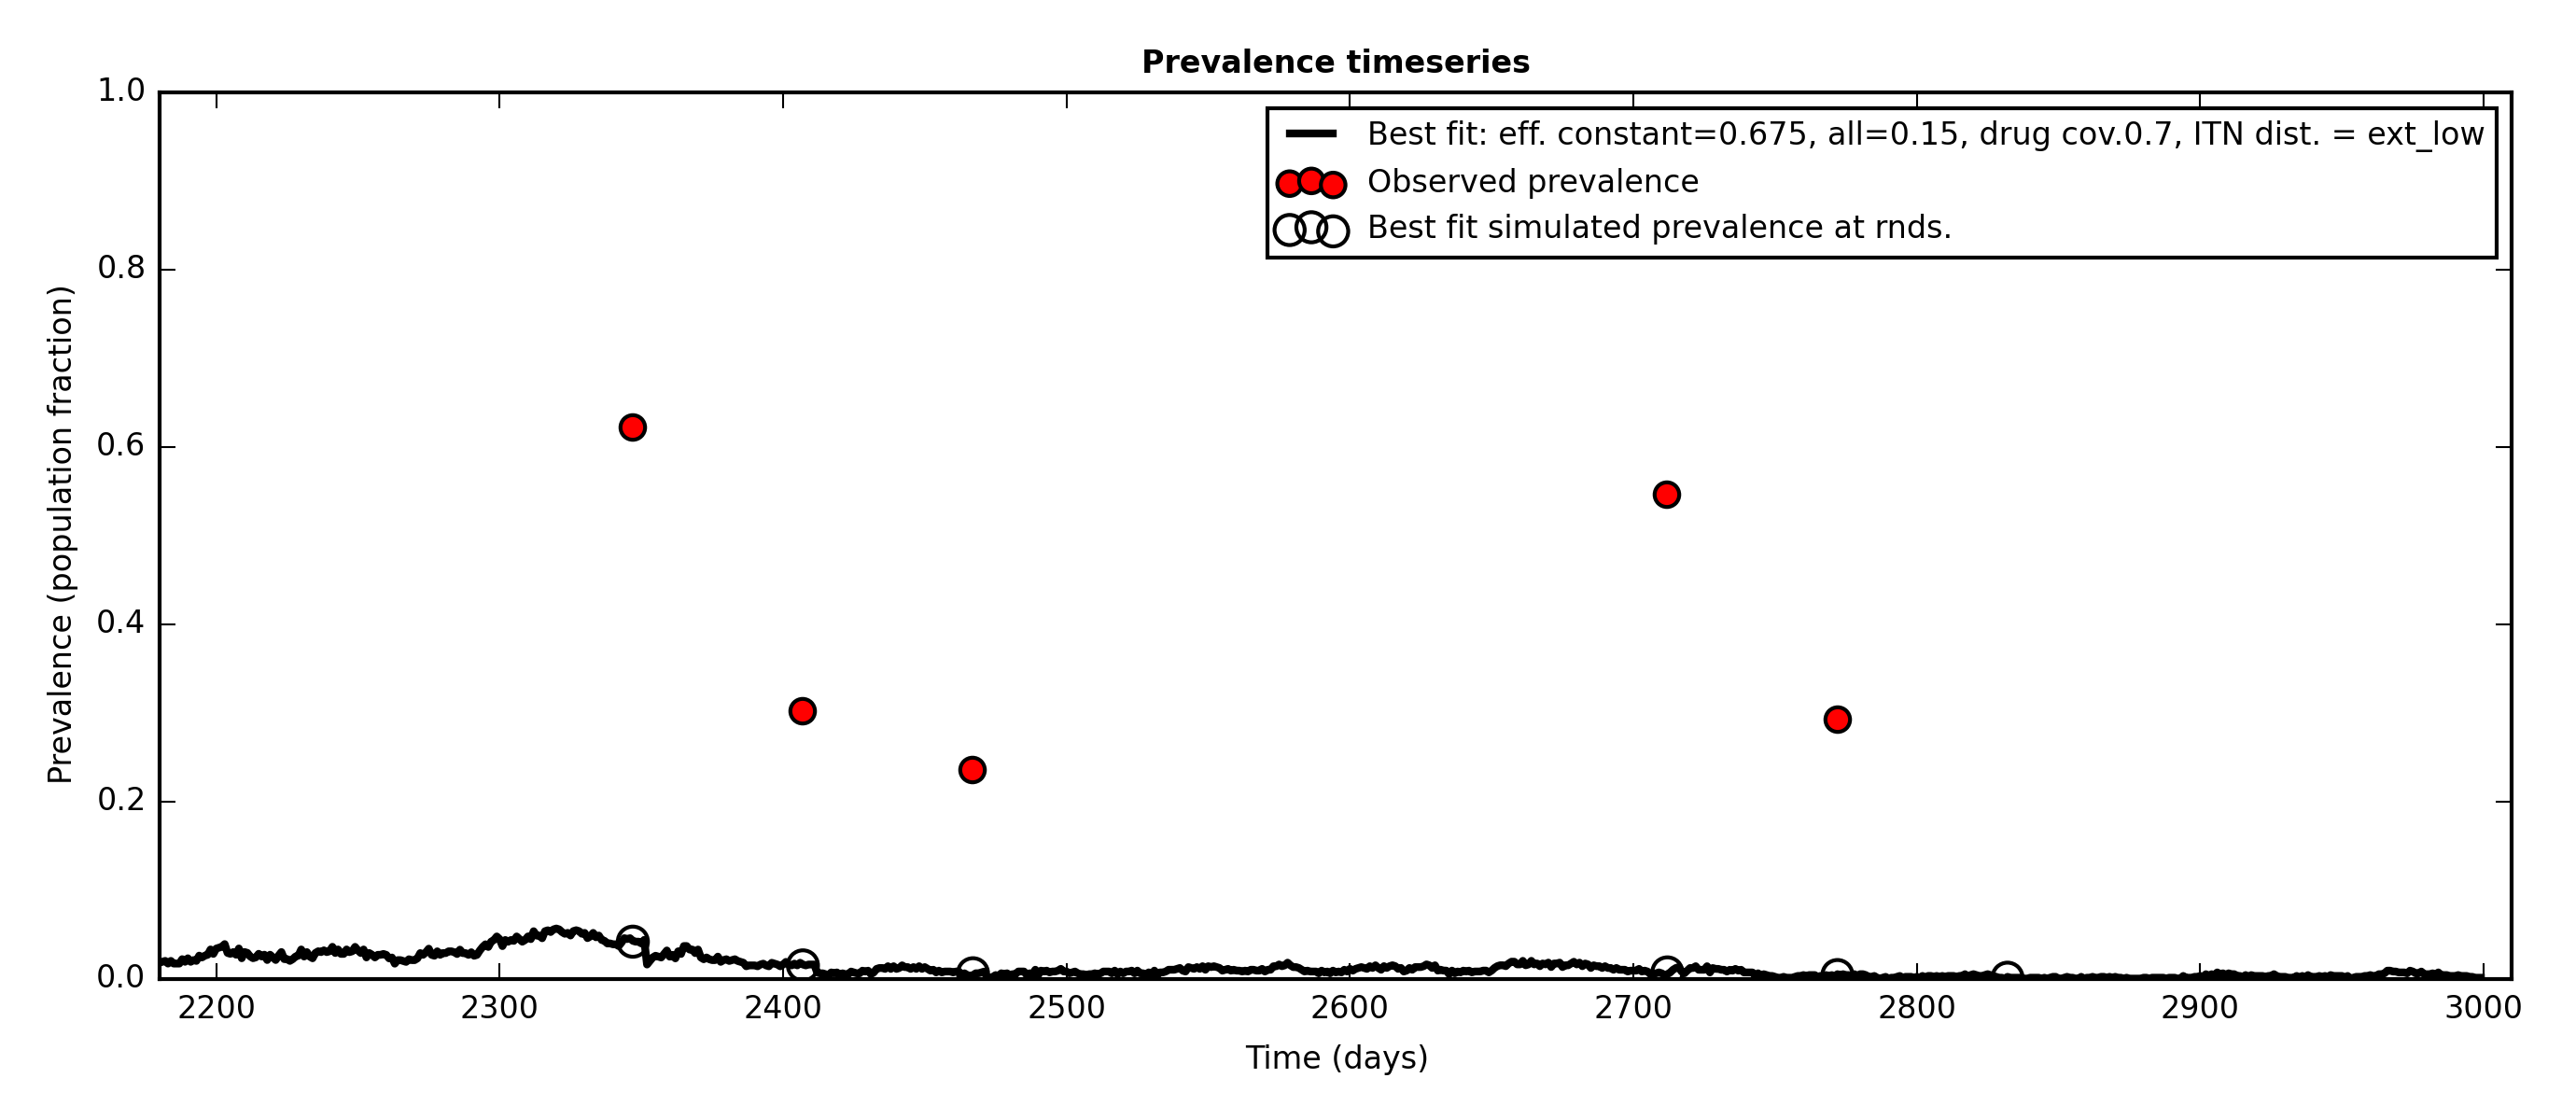 Prevalence timeseries
1.0
0.8
0.6
0.4
0.2
0.0
Prevalence (population fraction)
Best fit: eff. constant=0.675, all=0.15, drug cov.0.7, ITN dist. = ext_low
Observed prevalence
Best fit simulated prevalence at rnds.
2200 2300 2400 2500 2600 2700 2800 2900 3000
Time (days)